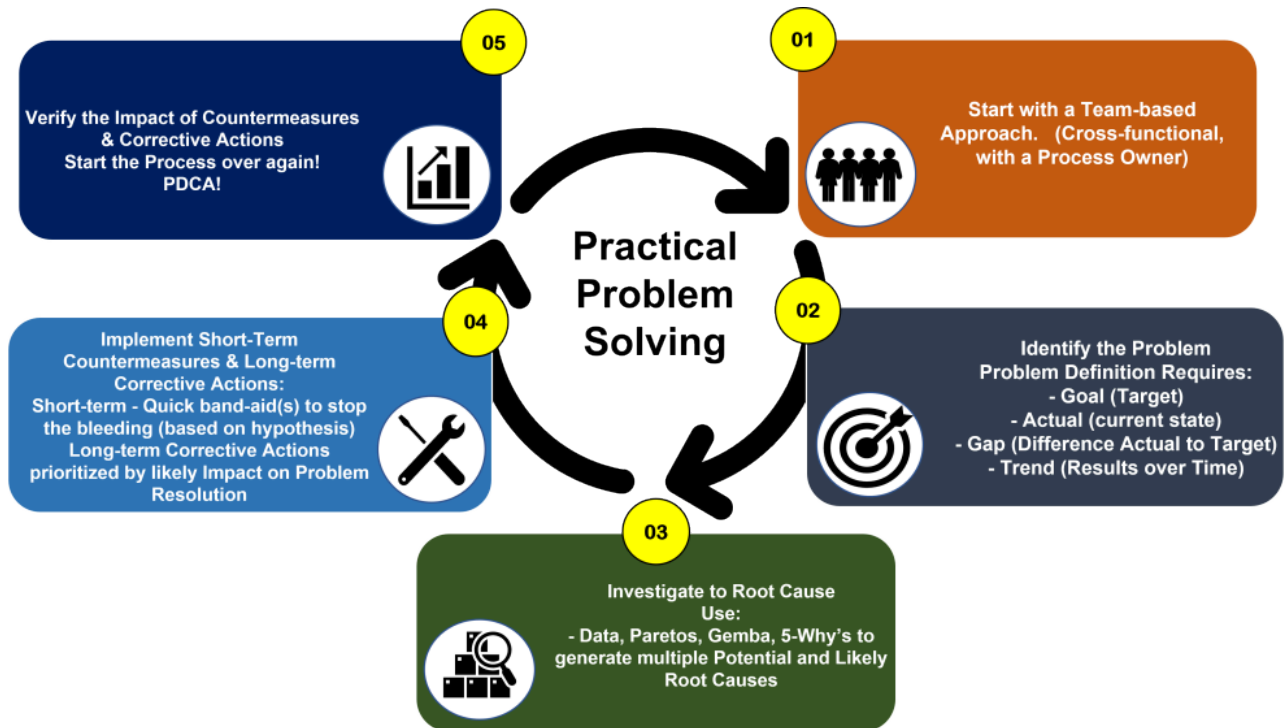 Practical
Problem
Solving
01
Start with a Team-based
Approach. (Cross-functional,
with a Process Owner)
02
Identify the Problem
Problem Definition Requires:
- Goal (Target)
- Actual (current state)
- Gap (Difference Actual to Target)
- Trend (Results over Time)
03
Investigate to Root Cause
Use:
- Data, Paretos, Gemba, 5-Why's to
generate multiple Potential and Likely
Root Causes
04
Implement Short-Term
Countermeasures & Long-term
Corrective Actions:
Short-term - Quick band-aid(s) to stop
the bleeding (based on hypothesis)
Long-term Corrective Actions
prioritized by likely Impact on Problem
Resolution
05
Verify the Impact of Countermeasures
& Corrective Actions
Start the Process over again!
PDCA!